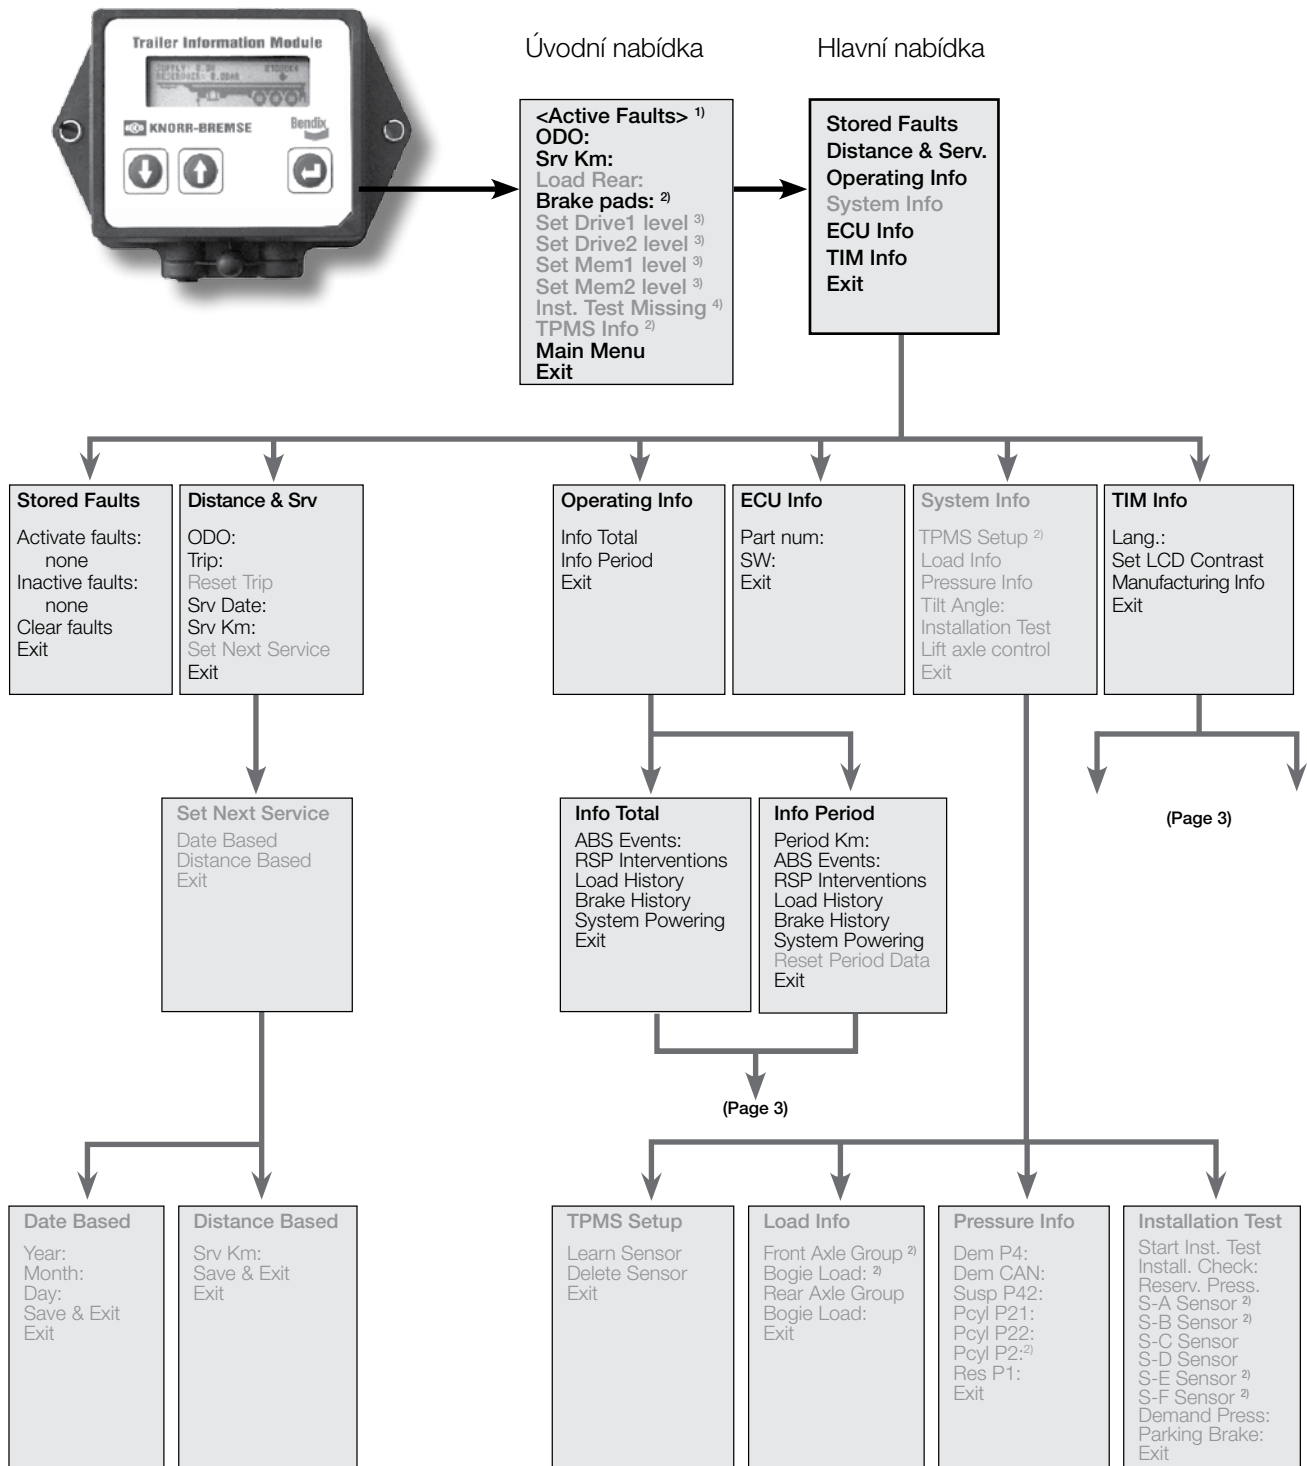 Trailer Information Module
KNORR-BREMSE
Bendix
Úvodní nabídka
Hlavní nabídka
<Active Faults> 1)
ODO:
Srv Km:
Load Rear:
Brake pads: 2)
Set Drive1 level 3)
Set Drive2 level 3)
Set Mem1 level 3)
Set Mem2 level 3)
Inst. Test Missing 4)
TPMS Info 2)
Main Menu
Exit
Stored Faults
Distance & Serv.
Operating Info
System Info
ECU Info
TIM Info
Exit
Stored Faults
Activate faults:
none
Inactive faults:
none
Clear faults
Exit
Distance & Srv
ODO:
Trip:
Reset Trip
Srv Date:
Srv Km:
Set Next Service
Exit
Operating Info
Info Total
Info Period
Exit
ECU Info
Part num:
SW:
Exit
System Info
TPMS Setup 2)
Load Info
Pressure Info
Tilt Angle:
Installation Test
Lift axle control
Exit
TIM Info
Lang.:
Set LCD Contrast
Manufacturing Info
Exit
Set Next Service
Date Based
Distance Based
Exit
Info Total
ABS Events:
RSP Interventions
Load History
Brake History
System Powering
Exit
Info Period
Period Km:
ABS Events:
RSP Interventions
Load History
Brake History
System Powering
Reset Period Data
Exit
(Page 3)
(Page 3)
Date Based
Year:
Month:
Day:
Save & Exit
Exit
Distance Based
Srv Km:
Save & Exit
Exit
TPMS Setup
Learn Sensor
Delete Sensor
Exit
Load Info
Front Axle Group 2)
Bogie Load: 2)
Rear Axle Group
Bogie Load:
Exit
Pressure Info
Dem P4:
Dem CAN:
Susp P42:
Pcyl P21:
Pcyl P22:
Pcyl P2:2)
Res P1:
Exit
Installation Test
Start Inst. Test
Install. Check:
Reserv. Press.
S-A Sensor 2)
S-B Sensor 2)
S-C Sensor
S-D Sensor
S-E Sensor 2)
S-F Sensor 2)
Demand Press:
Parking Brake:
Exit